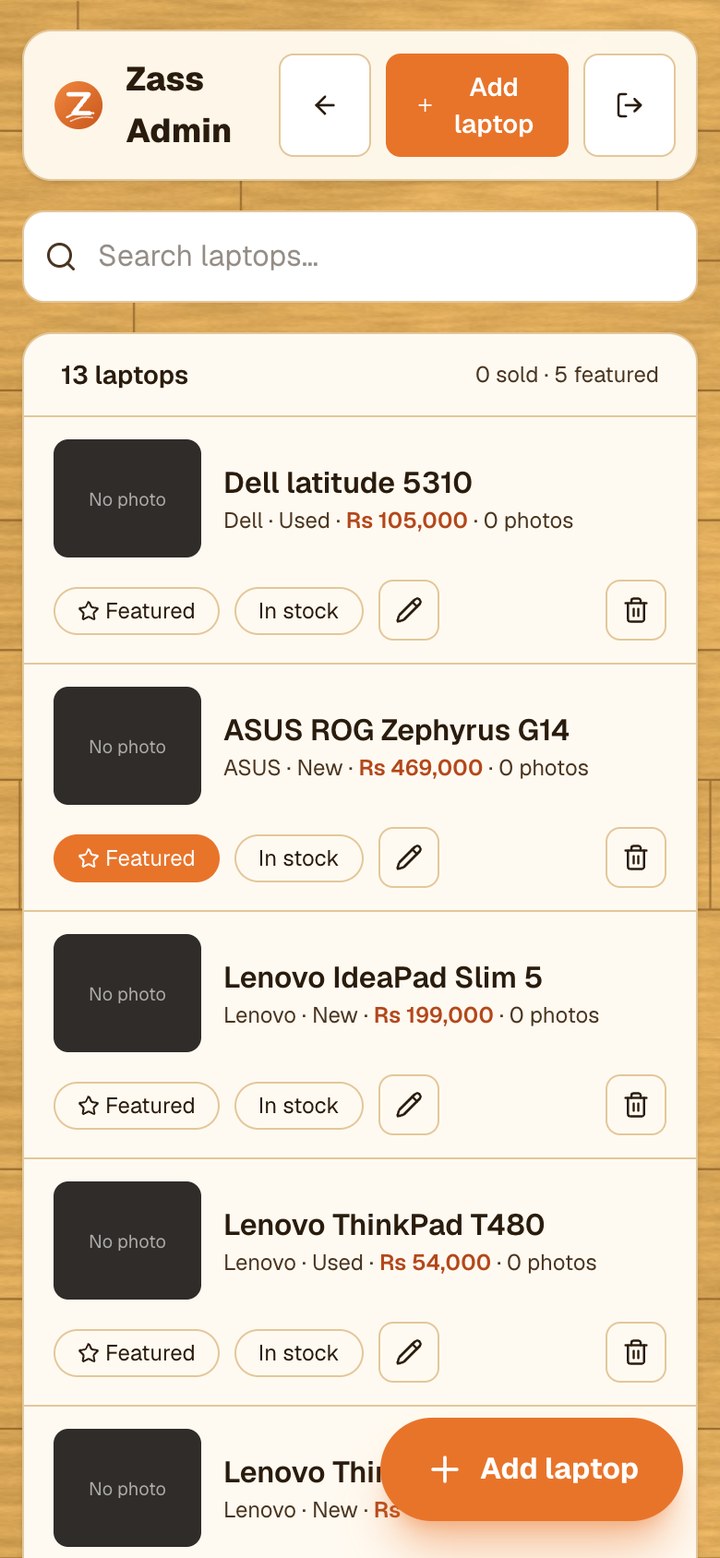 Z
Zass
Admin
Add
laptop
Search laptops...
13 laptops
0 sold · 5 featured
No photo
Dell latitude 5310
Dell · Used · Rs 105,000 · 0 photos
Featured
In stock
No photo
ASUS ROG Zephyrus G14
ASUS · New · Rs 469,000 · 0 photos
Featured
In stock
No photo
Lenovo IdeaPad Slim 5
Lenovo · New · Rs 199,000 · 0 photos
Featured
In stock
No photo
Lenovo ThinkPad T480
Lenovo · Used · Rs 54,000 · 0 photos
Featured
In stock
No photo
Lenovo
Lenovo · New · Rs
Add laptop